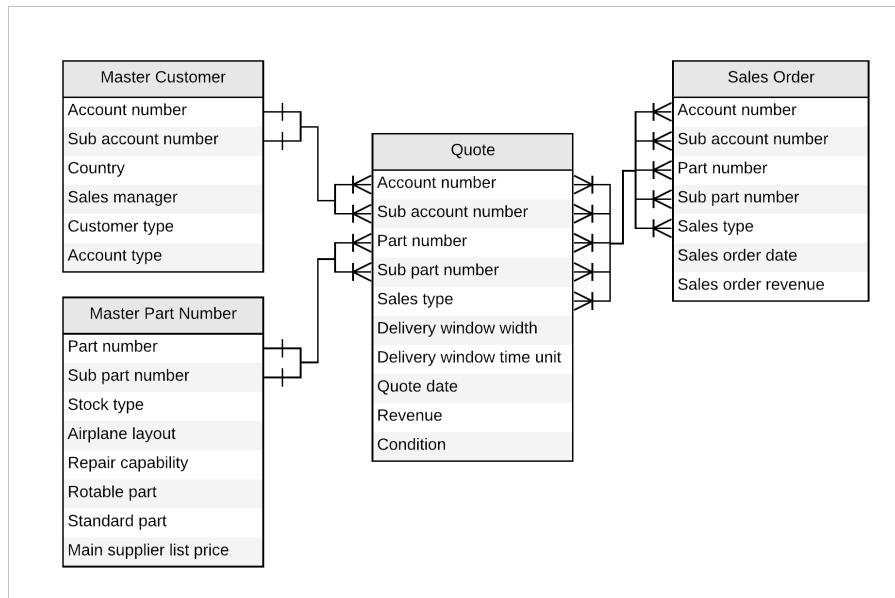 Master Customer
Account number
Sub account number
Country
Sales manager
Customer type
Account type
Master Part Number
Part number
Sub part number
Stock type
Airplane layout
Repair capability
Rotable part
Standard part
Main supplier list price
Quote
Account number
Sub account number
Part number
Sub part number
Sales type
Delivery window width
Delivery window time unit
Quote date
Revenue
Condition
Sales Order
Account number
Sub account number
Part number
Sub part number
Sales type
Sales order date
Sales order revenue